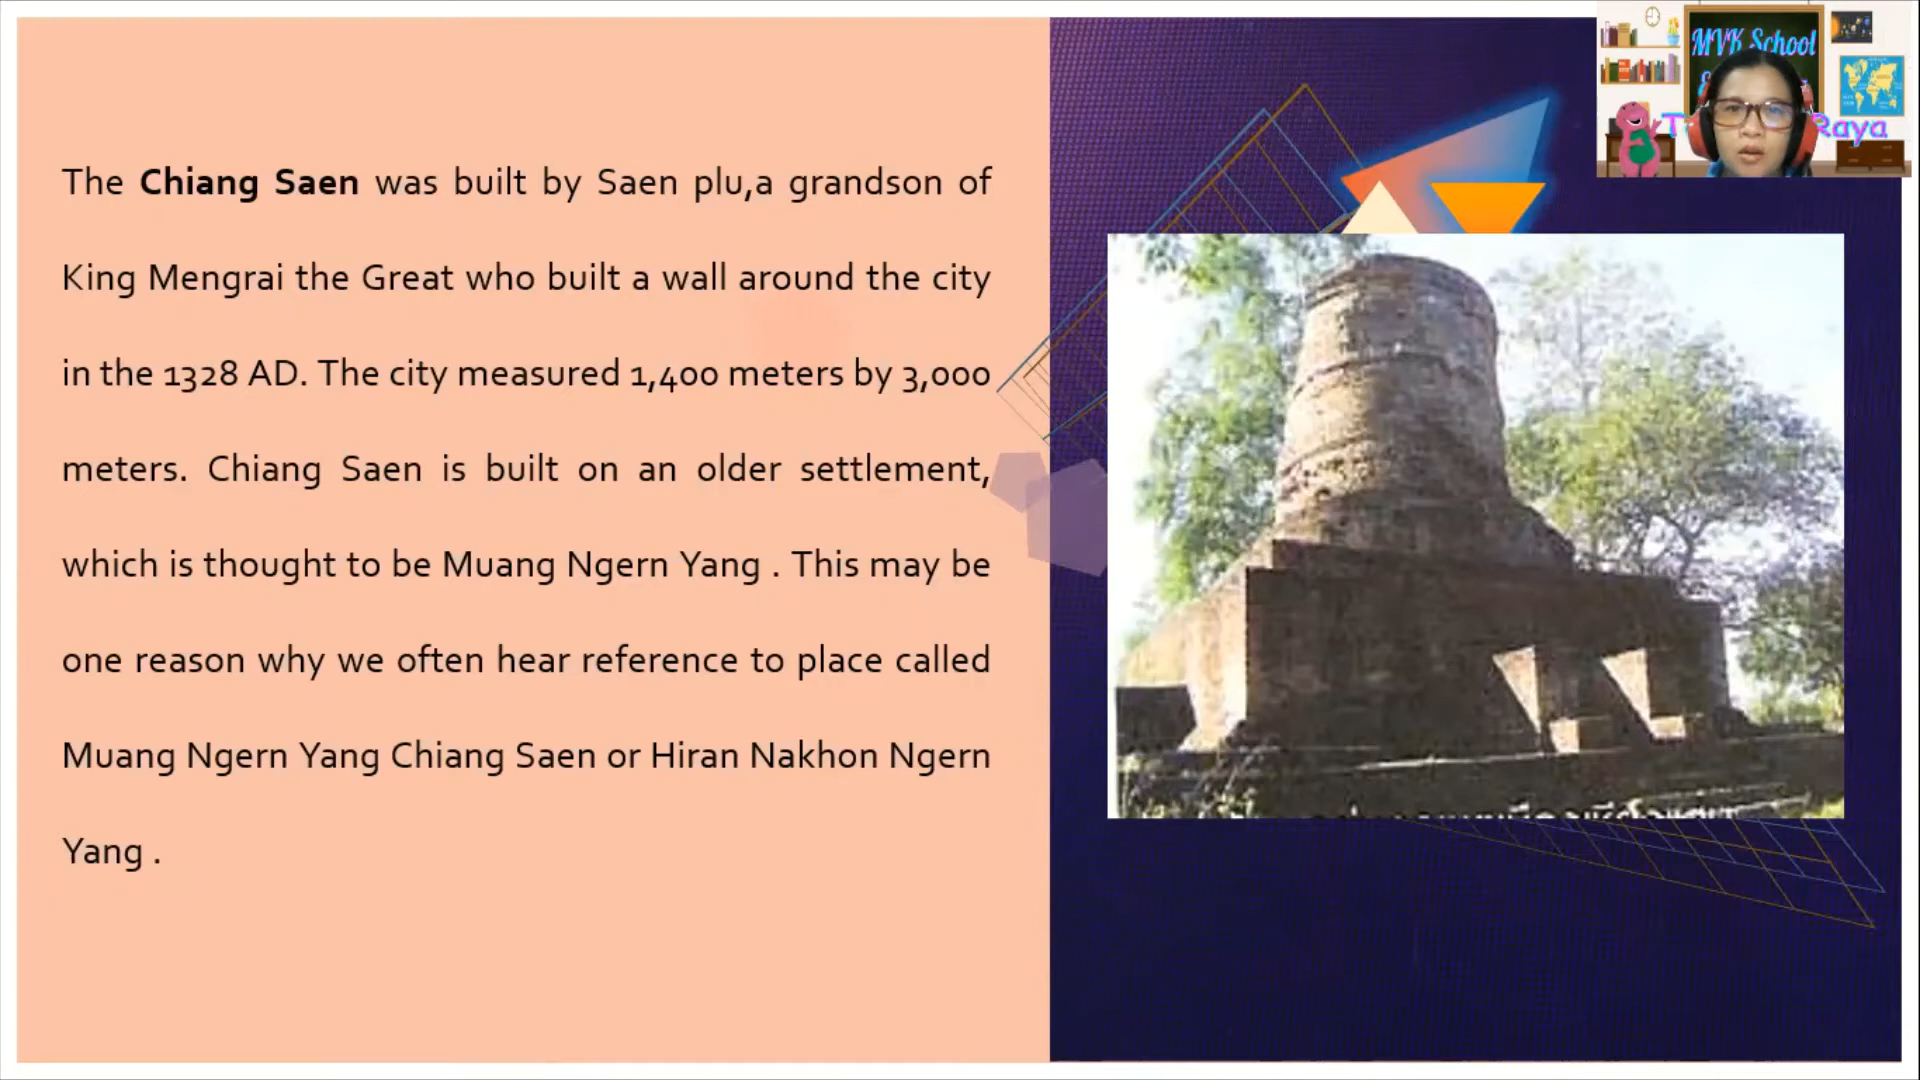 MVK School
Raya
The Chiang Saen was built by Saen plu,a grandson of
King Mengrai the Great who built a wall around the city
in the 1328 AD. The city measured 1,400 meters by 3,000
meters. Chiang Saen is built on an older settlement,
which is thought to be Muang Ngern Yang . This may be
one reason why we often hear reference to place called
Muang Ngern Yang Chiang Saen or Hiran Nakhon Ngern
Yang .